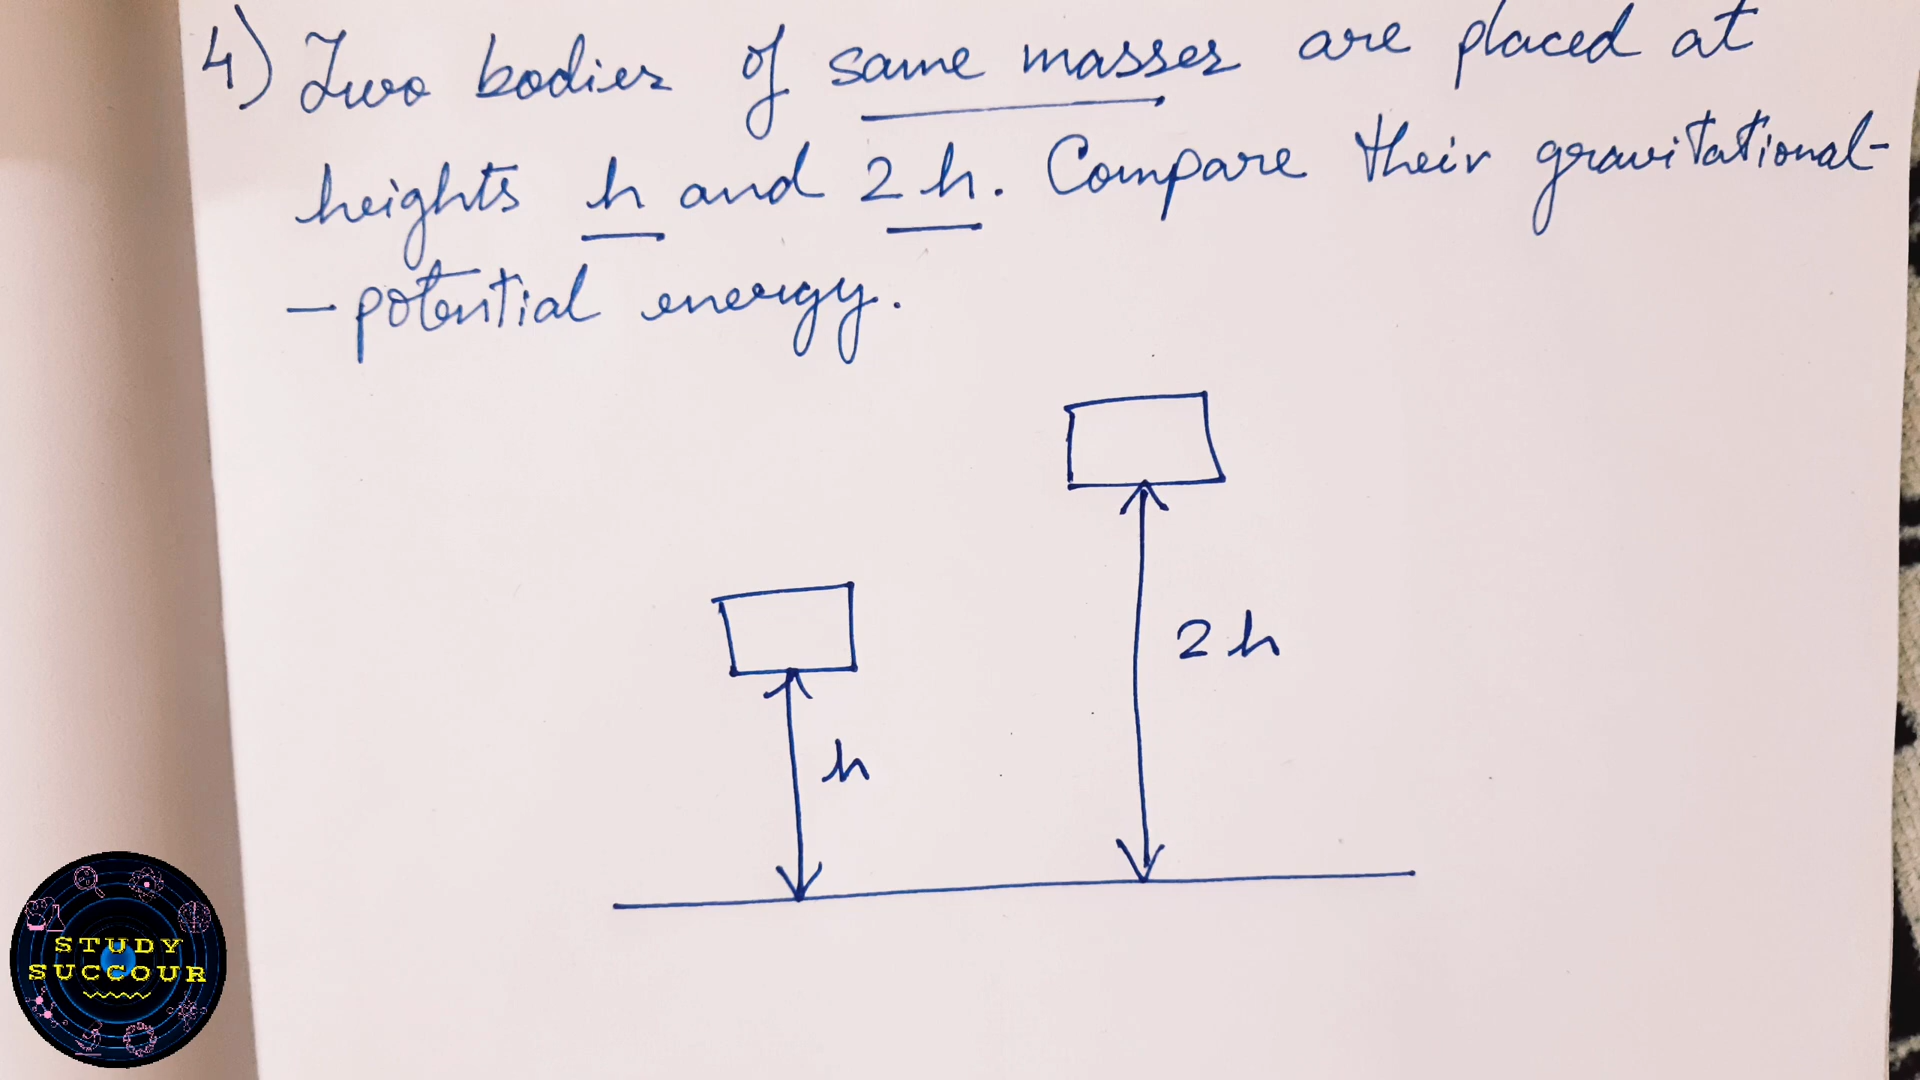 4) Two bodies of same masses are placed at
heights h and 2h. Compare their gravitational-
- potential energy.
2h
h
STUDY
SUCCOUR